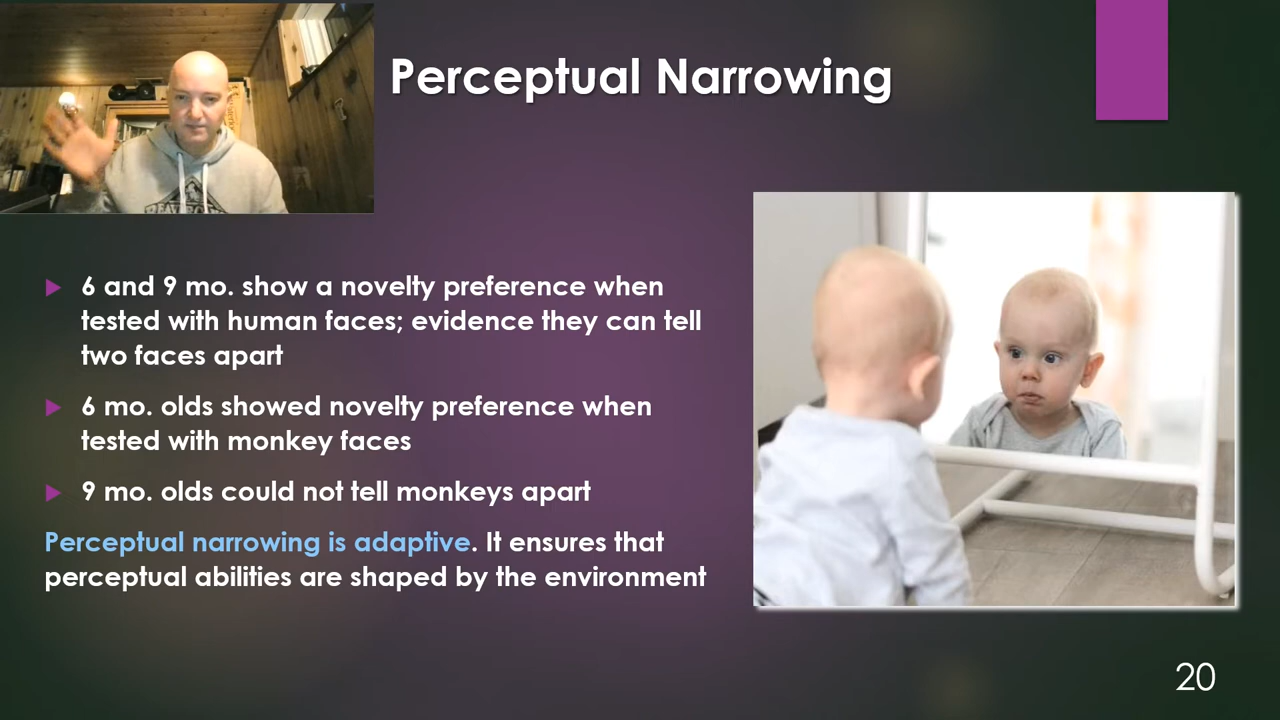 Perceptual Narrowing
6 and 9 mo. show a novelty preference when
tested with human faces; evidence they can tell
two faces apart
6 mo. olds showed novelty preference when
tested with monkey faces
9 mo. olds could not tell monkeys apart
Perceptual narrowing is adaptive. It ensures that
perceptual abilities are shaped by the environment
20